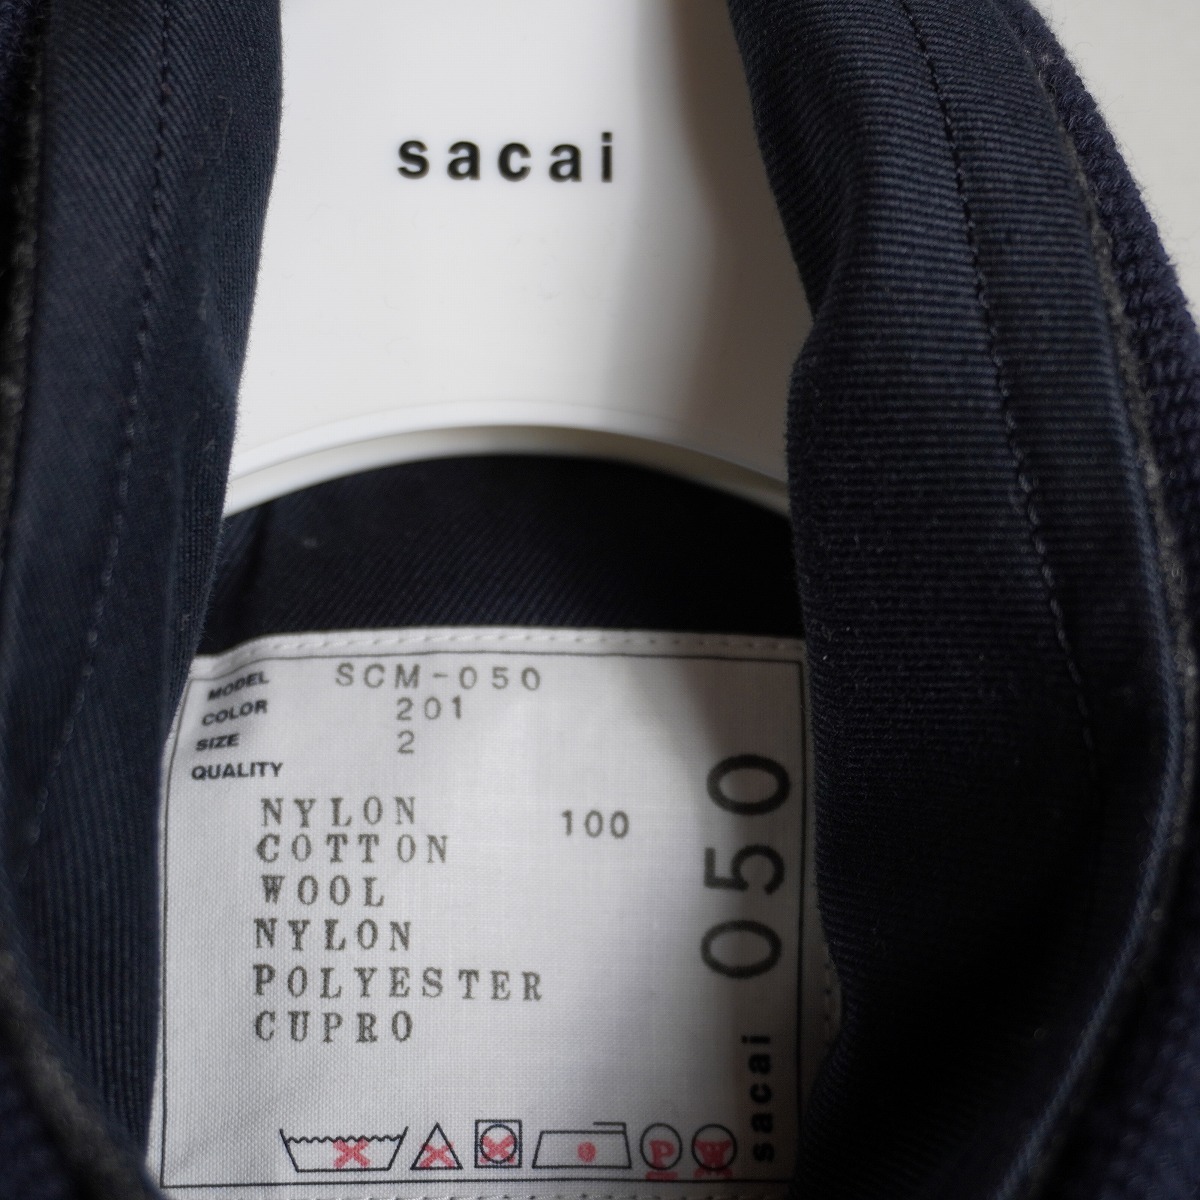 sacai
MODEL SCM-050
COLOR 201
SIZE 2
QUALITY
NYLON 100
COTTON
WOOL
NYLON
POLYESTER
CUPRO
050
sacai
P W